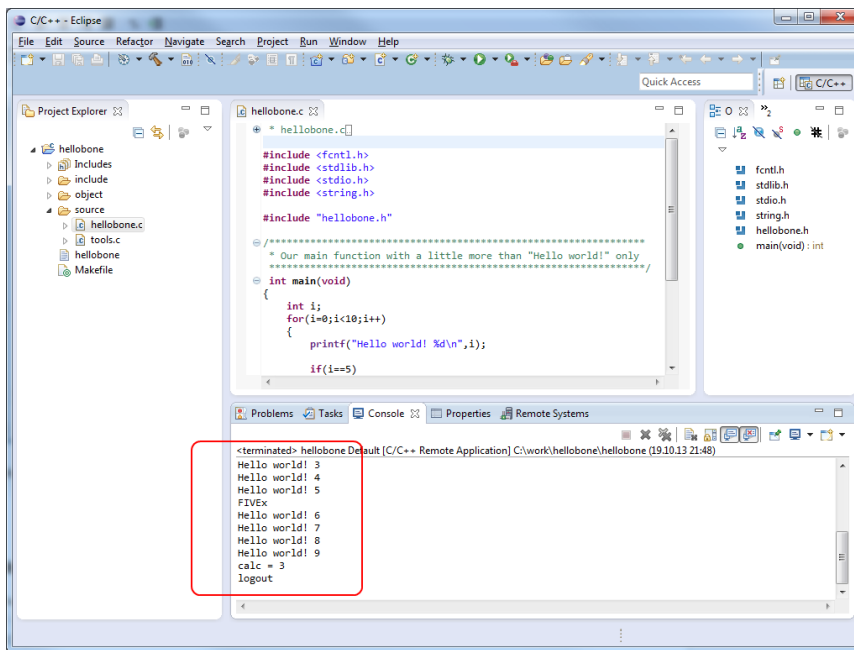 C/C++ - Eclipse
File Edit Source Refactor Navigate Search Project Run Window Help
Quick Access
C/C++
Project Explorer
hellobone
Includes
include
object
source
hellobone.c
tools.c
hellobone
Makefile
hellobone.c
* hellobone.c
#include <fcntl.h>
#include <stdlib.h>
#include <stdio.h>
#include <string.h>
#include "hellobone.h"
* Our main function with a little more than "Hello world!" only
int main(void)
{
int i;
for(i=0;i<10;i++)
{
printf("Hello world! %d\n",i);
if(i==5)
O
fcntl.h
stdlib.h
stdio.h
string.h
hellobone.h
main(void) : int
Problems Tasks Console Properties Remote Systems
<terminated> hellobone Default [C/C++ Remote Application] C:\work\hellobone\hellobone (19.10.13 21:48)
Hello world! 3
Hello world! 4
Hello world! 5
FIVEx
Hello world! 6
Hello world! 7
Hello world! 8
Hello world! 9
calc = 3
logout